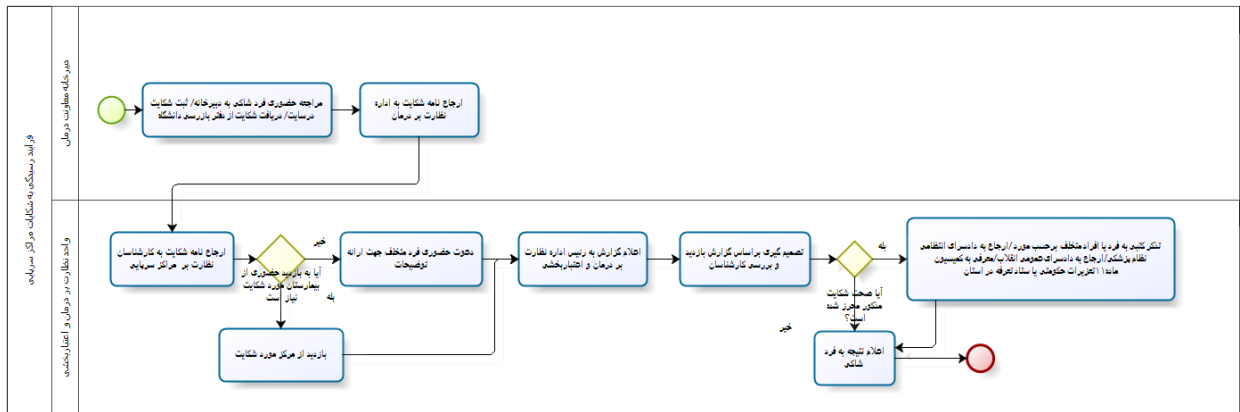 فرایند رسیدگی به شکایات مراکز سرپایی
دبیرخانه معاونت درمان
مراجعه حضوری فرد شاکی به دبیرخانه/ ثبت شکایت
درسایت/ دریافت شکایت از دفتر بازرسی دانشگاه
ارجاع نامه شکایت به اداره
نظارت بر درمان
واحد نظارت بر درمان و اعتباربخشی
ارجاع نامه شکایت به کارشناسان
نظارت بر مراکز سرپایی
خیر
آیا به بازدید حضوری از
بیمارستان مورد شکایت
نیاز است
بله
دعوت حضوری فرد متخلف جهت ارائه
توضیحات
بازدید از مرکز مورد شکایت
اعلام گزارش به رئیس اداره نظارت
بر درمان و اعتباربخشی
تصمیم گیری براساس گزارش بازدید
و بررسی کارشناسان
بله
آیا صحت شکایت
مذکور محرز شده
است؟
خیر
تذکر کتبی به فرد یا افراد متخلف برحسب مورد/ارجاع به دادسرای انتظامی
نظام پزشکی/ارجاع به دادسرای عمومی انقلاب/معرفی به کمیسیون
ماده۱۱ تعزیرات حکومتی یا ستاد تعرفه در استان
اعلام نتیجه به فرد
شاکی